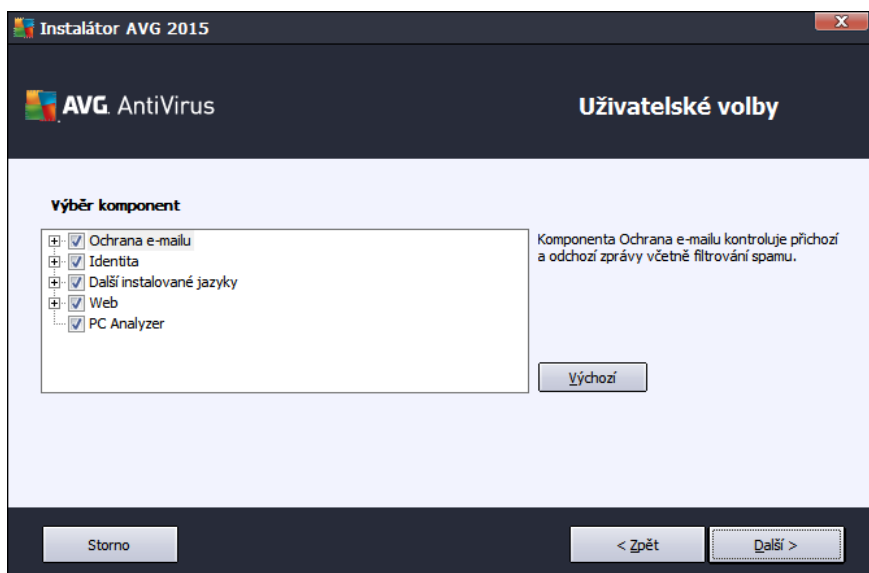 Instalátor AVG 2015
X
AVG. AntiVirus
Uživatelské volby
Výběr komponent
Ochrana e-mailu
Identita
Další instalované jazyky
Web
PC Analyzer
Komponenta Ochrana e-mailu kontroluje přichozí
a odchozí zprávy včetně filtrování spamu.
Výchozí
Storno
< Zpět
Další >